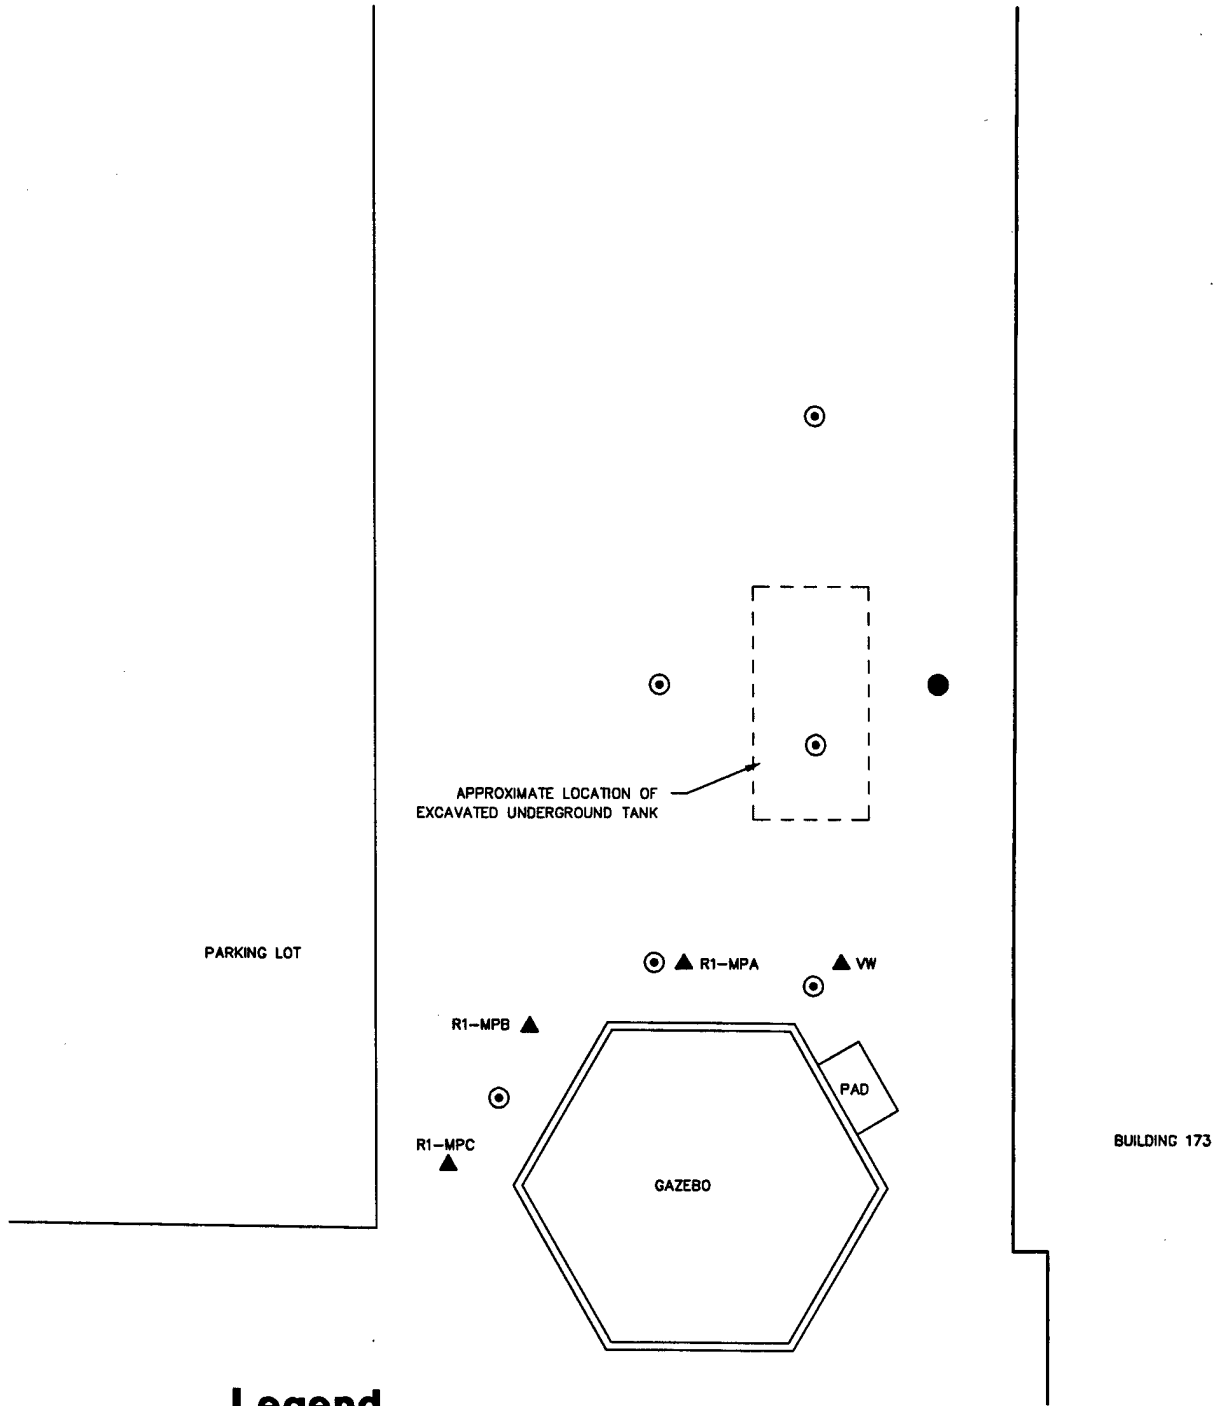 APPROXIMATE LOCATION OF
EXCAVATED UNDERGROUND TANK
PARKING LOT
R1-MPA
VW
R1-MPB
PAD
R1-MPC
BUILDING 173
GAZEBO
Legend